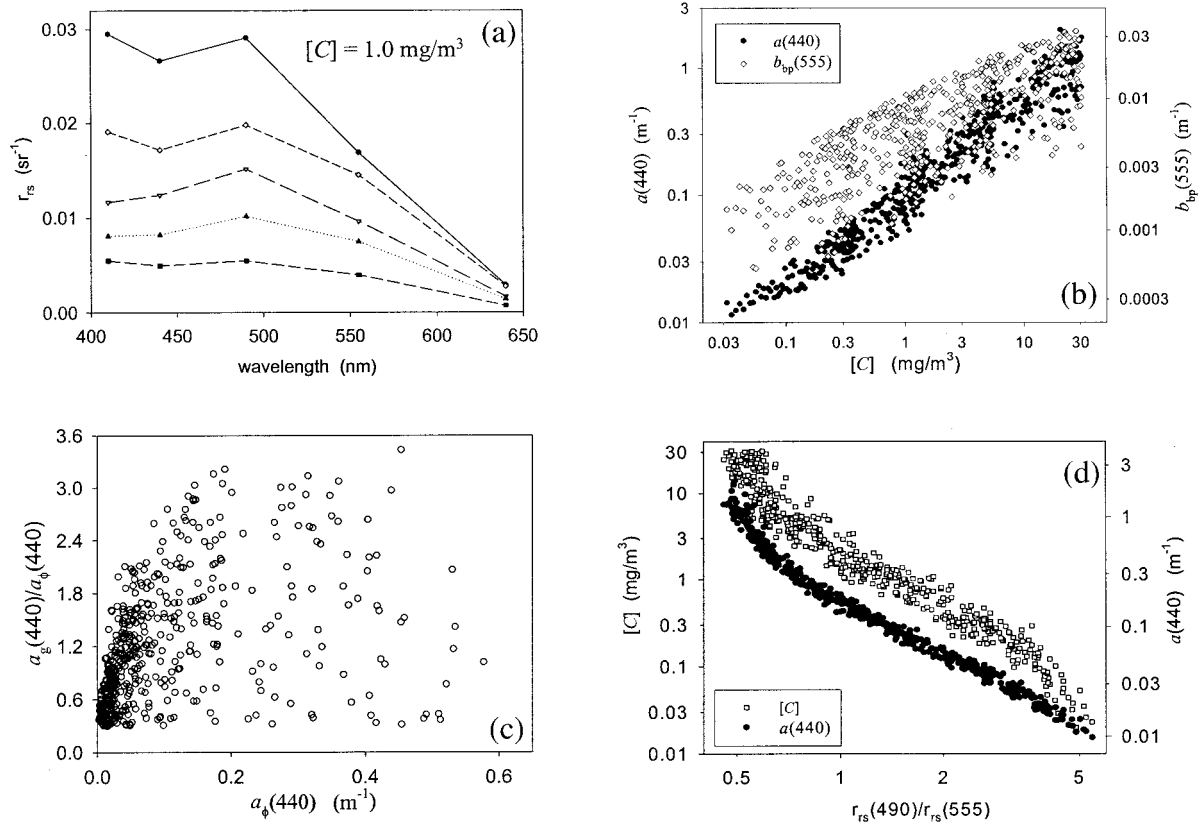 (a)
[C] = 1.0 mg/m³
0.03
0.02
0.01
0.00
r_rs (sr⁻¹)
400 450 500 550 600 650
wavelength (nm)
(b)
a(440)
b_bp(555)
3
1
0.3
0.1
0.03
0.01
a(440) (m⁻¹)
0.03
0.01
0.003
0.001
0.0003
b_bp(555) (m⁻¹)
0.03 0.1 0.3 1 3 10 30
[C] (mg/m³)
(c)
3.6
3.0
2.4
1.8
1.2
0.6
0.0
a_g(440)/a_ϕ(440)
0.0 0.2 0.4 0.6
a_ϕ(440) (m⁻¹)
(d)
30
10
3
1
0.3
0.1
0.03
0.01
[C] (mg/m³)
[C]
a(440)
3
1
0.3
0.1
0.03
0.01
a(440) (m⁻¹)
0.5 1 2 5
r_rs(490)/r_rs(555)